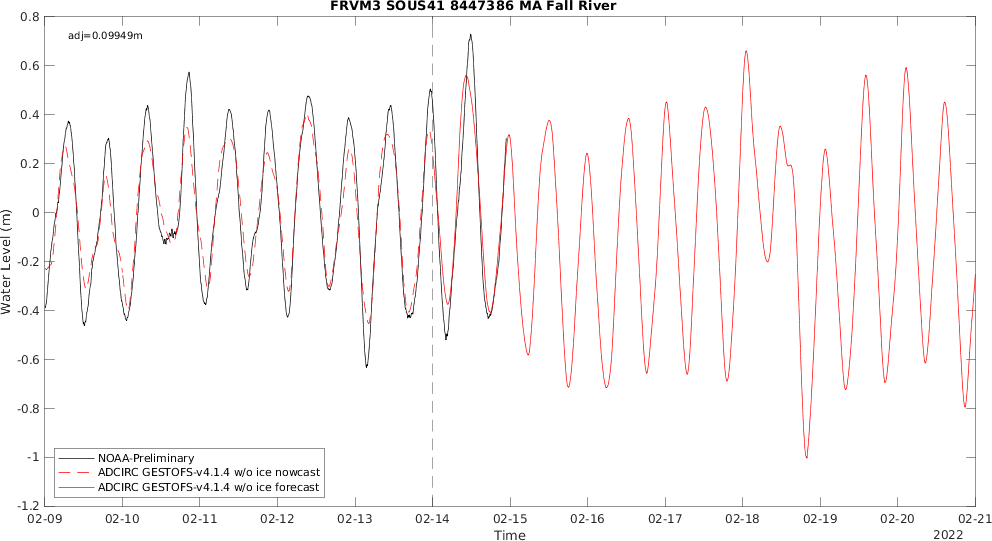 FRVM3 SOUS41 8447386 MA Fall River
adj=0.09949m
0.8
0.6
0.4
0.2
0
-0.2
-0.4
-0.6
-0.8
-1
-1.2
Water Level (m)
NOAA-Preliminary
ADCIRC GESTOFS-v4.1.4 w/o ice nowcast
ADCIRC GESTOFS-v4.1.4 w/o ice forecast
02-09 02-10 02-11 02-12 02-13 02-14 02-15 02-16 02-17 02-18 02-19 02-20 02-21
Time
2022